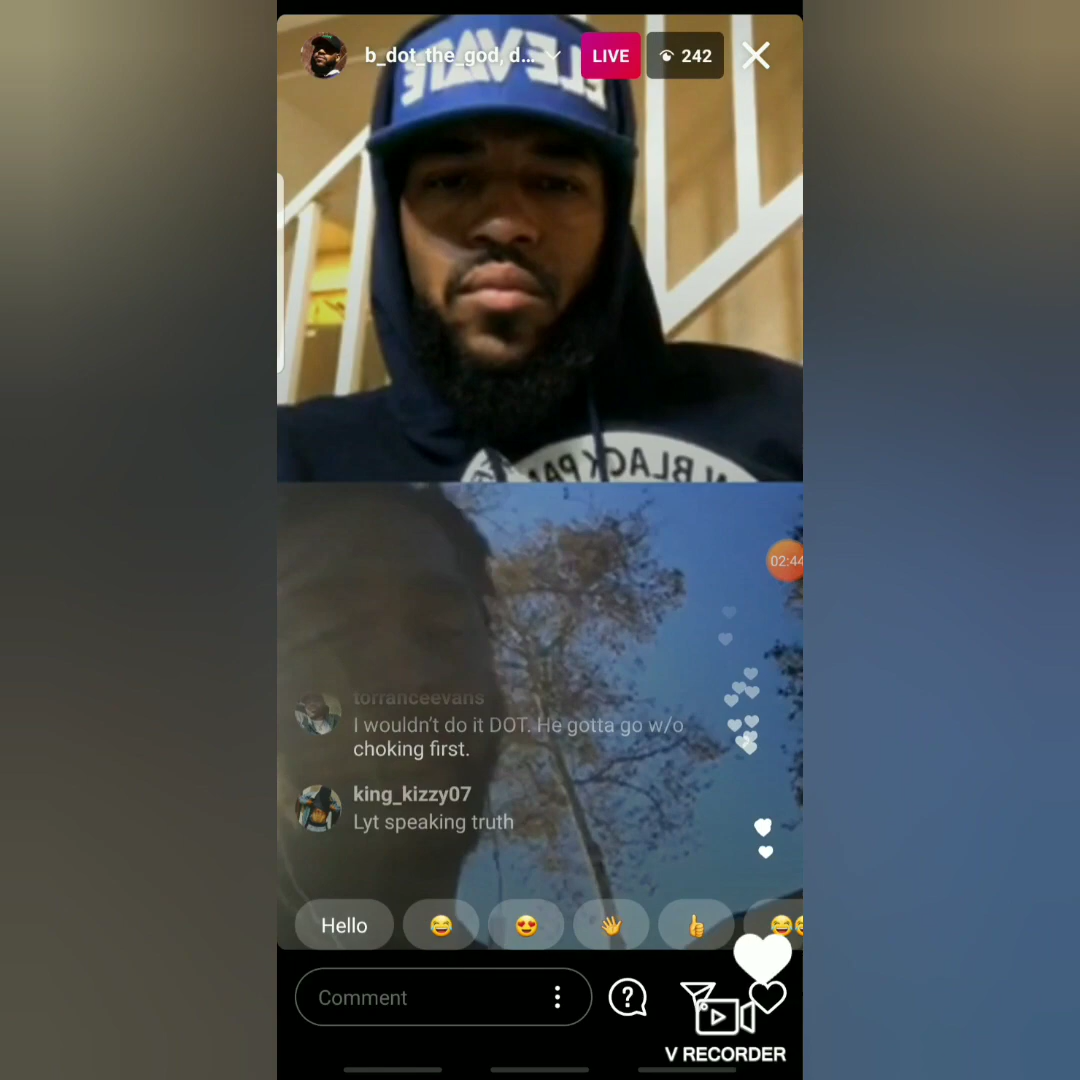 b_dot_the_god, d... LIVE 242
ELEVATE
N BLACK PA
02:44
torranceevans
I wouldn't do it DOT. He gotta go w/o
choking first.
king_kizzy07
Lyt speaking truth
Hello
Comment
V RECORDER